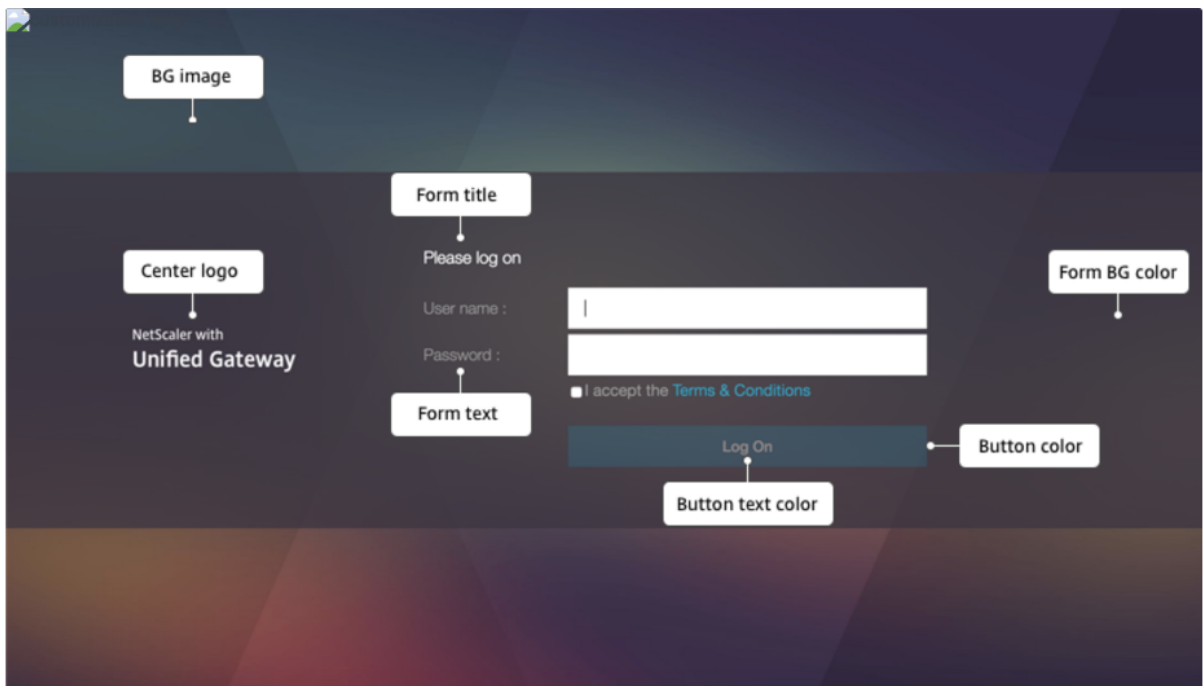 BG image
Form title
Please log on
Center logo
Form BG color
NetScaler with
Unified Gateway
User name :
Password :
I accept the Terms & Conditions
Form text
Log On
Button color
Button text color